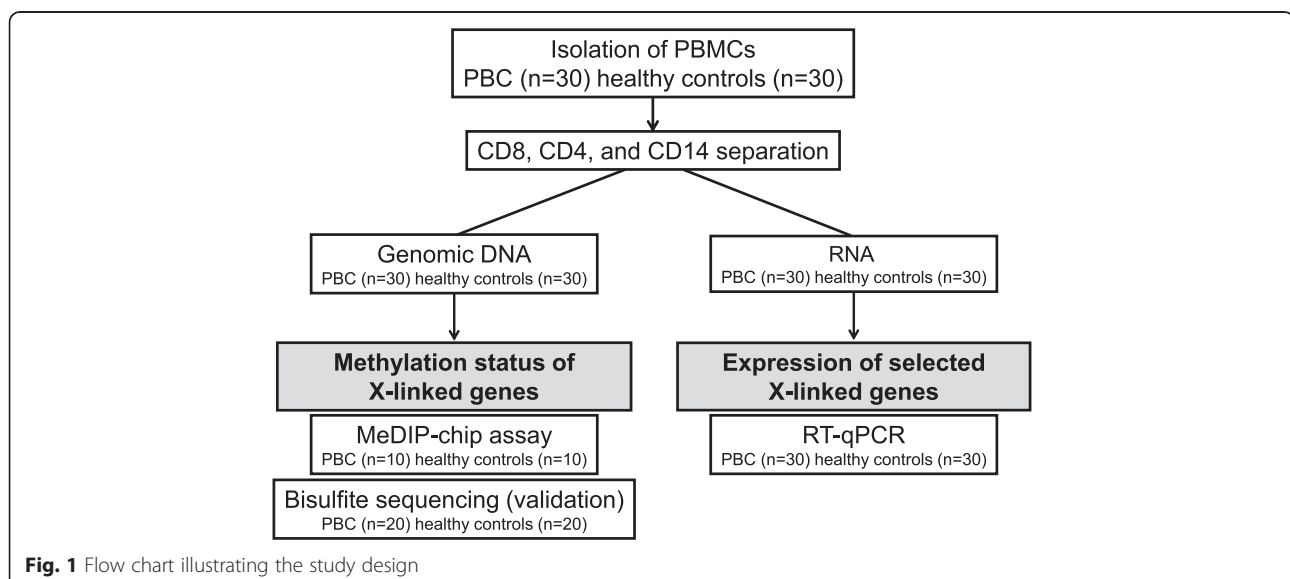 Isolation of PBMCs
PBC (n=30) healthy controls (n=30)
CD8, CD4, and CD14 separation
Genomic DNA
PBC (n=30) healthy controls (n=30)
RNA
PBC (n=30) healthy controls (n=30)
Methylation status of
X-linked genes
Expression of selected
X-linked genes
MeDIP-chip assay
PBC (n=10) healthy controls (n=10)
RT-qPCR
PBC (n=30) healthy controls (n=30)
Bisulfite sequencing (validation)
PBC (n=20) healthy controls (n=20)
Fig. 1 Flow chart illustrating the study design